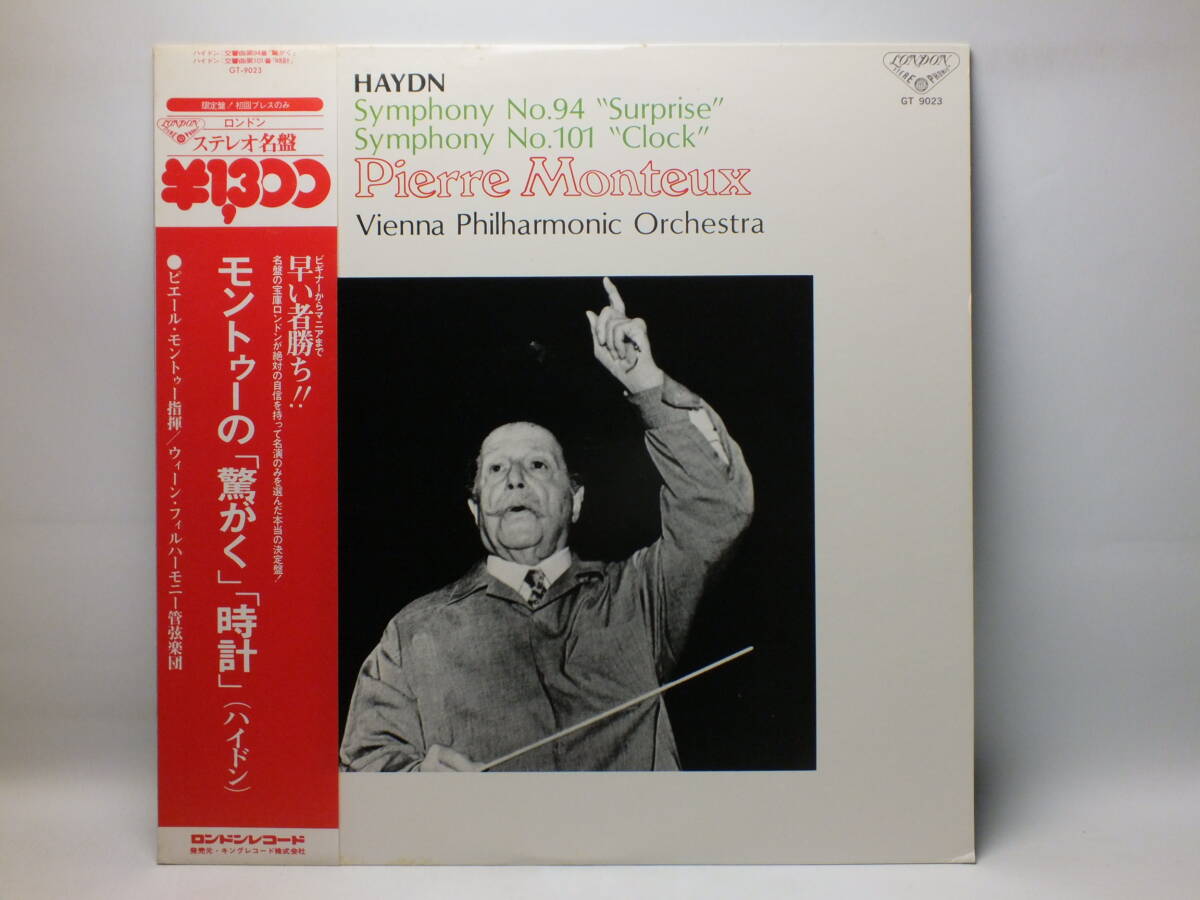 ハイドン:交響曲第94番「驚がく」
ハイドン:交響曲第101番「時計」
GT-9023
限定盤!初回プレスのみ
LONDON
ロンドン
ステレオ名盤
¥1,300
ビギナーからマニアまで
早い者勝ち!!
名盤の宝庫ロンドンが絶対の自信を持って名演のみを選んだ本当の決定盤!
モントゥーの「驚がく」「時計」(ハイドン)
●ピエール・モントゥー指揮/ウィーン・フィルハーモニー管弦楽団
ロンドンレコード
発売元・キングレコード株式会社
HAYDN
Symphony No.94 “Surprise”
Symphony No.101 “Clock”
Pierre Monteux
Vienna Philharmonic Orchestra
LONDON
GT 9023